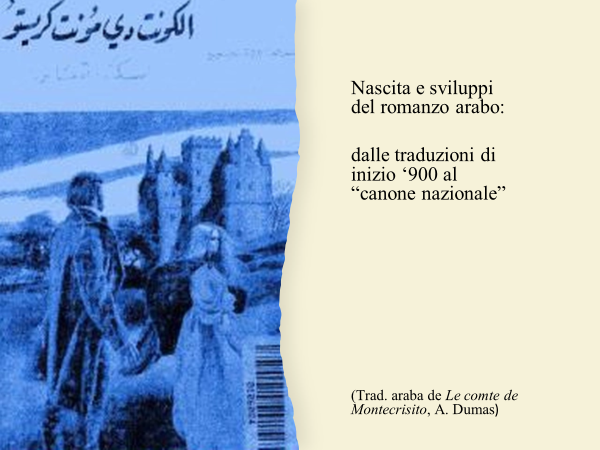 الكونت دي مونت كريستو
Nascita e sviluppi
del romanzo arabo:
dalle traduzioni di
inizio ‘900 al
“canone nazionale”
(Trad. araba de Le comte de
Montecrisito, A. Dumas)